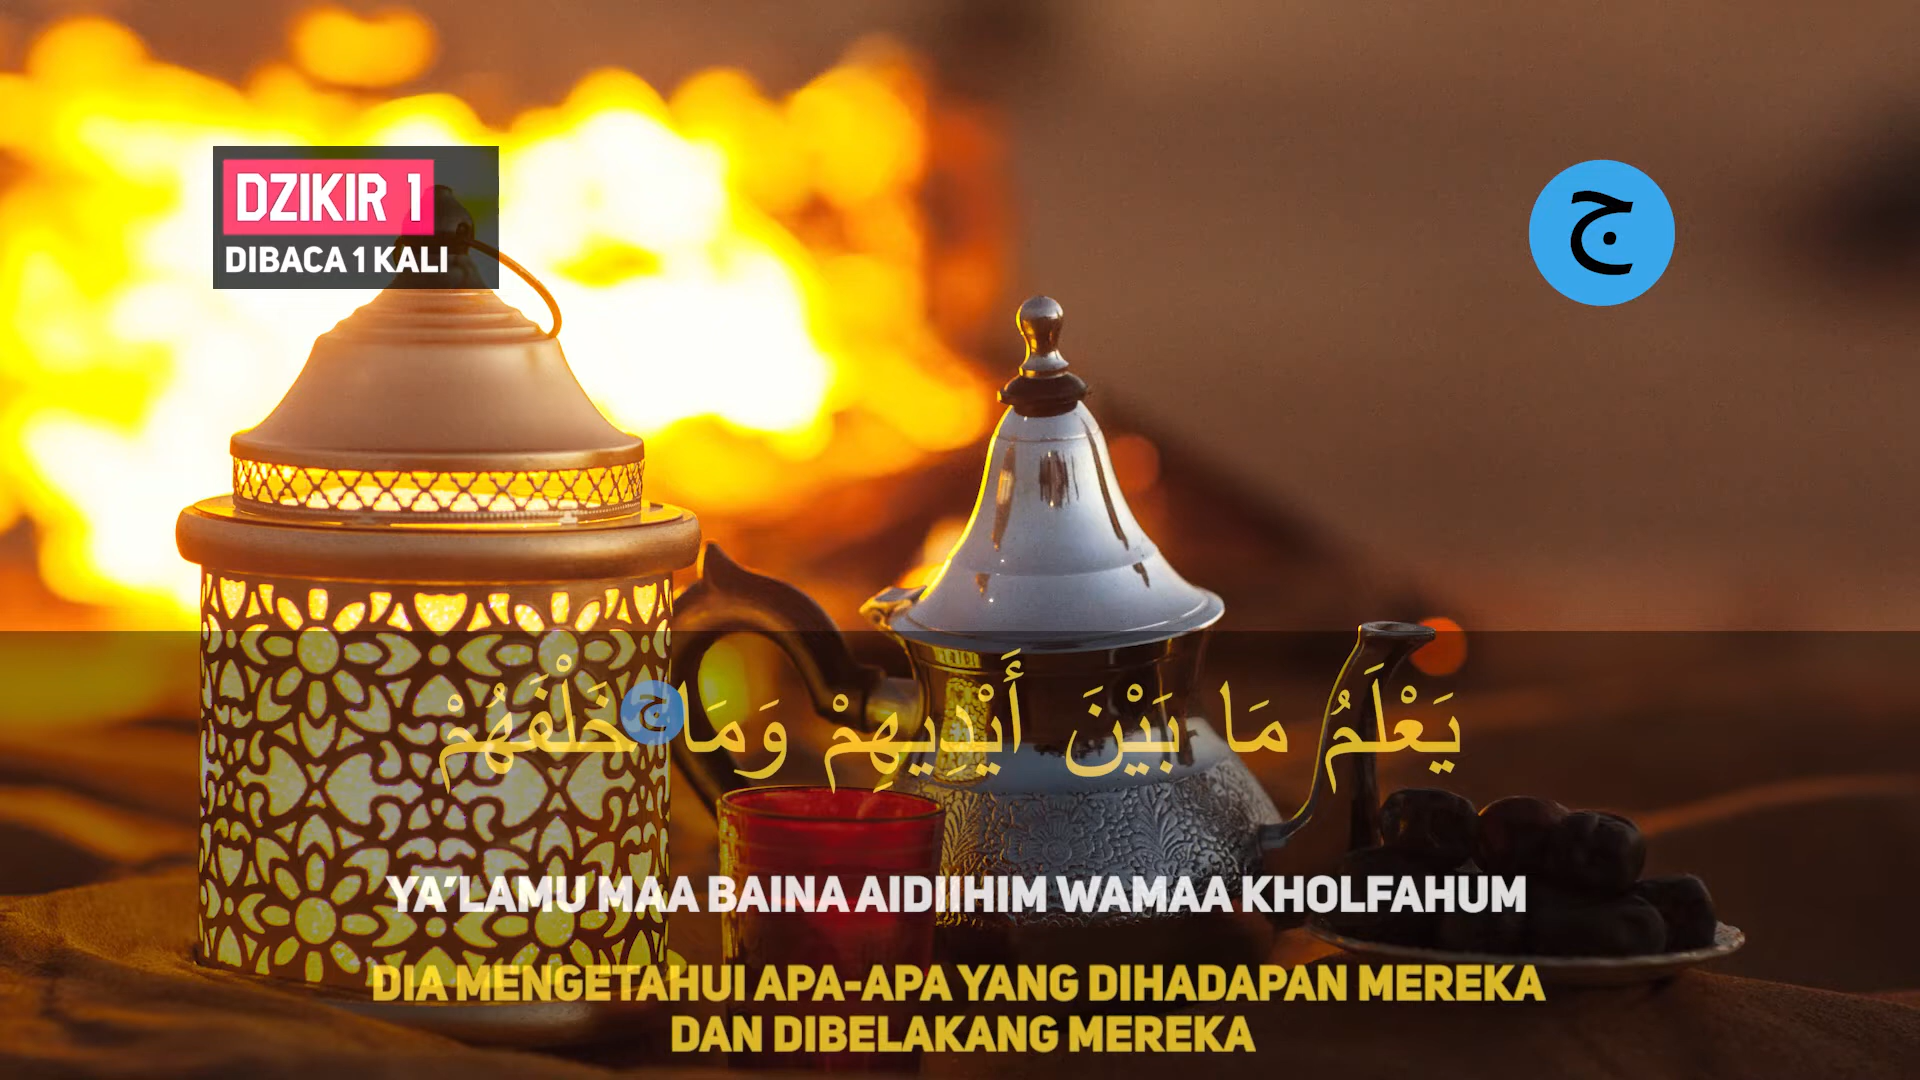 DZIKIR 1
DIBACA 1 KALI
ج
يَعْلَمُ مَا بَيْنَ أَيْدِيهِمْ وَمَا ج خَلْفَهُمْ
YA’LAMU MAA BAINA AIDIIHIM WAMAA KHOLFAHUM
DIA MENGETAHUI APA-APA YANG DIHADAPAN MEREKA
DAN DIBELAKANG MEREKA